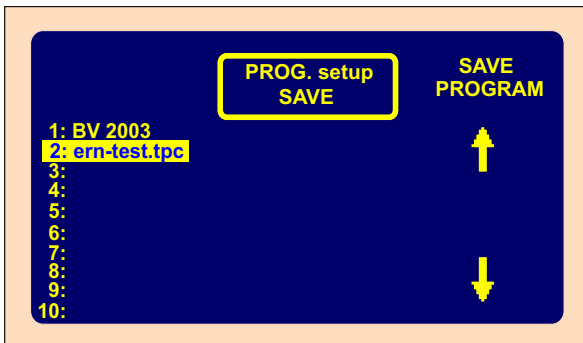 PROG. setup
SAVE
SAVE
PROGRAM
1: BV 2003
2: ern-test.tpc
3:
4:
5:
6:
7:
8:
9:
10: